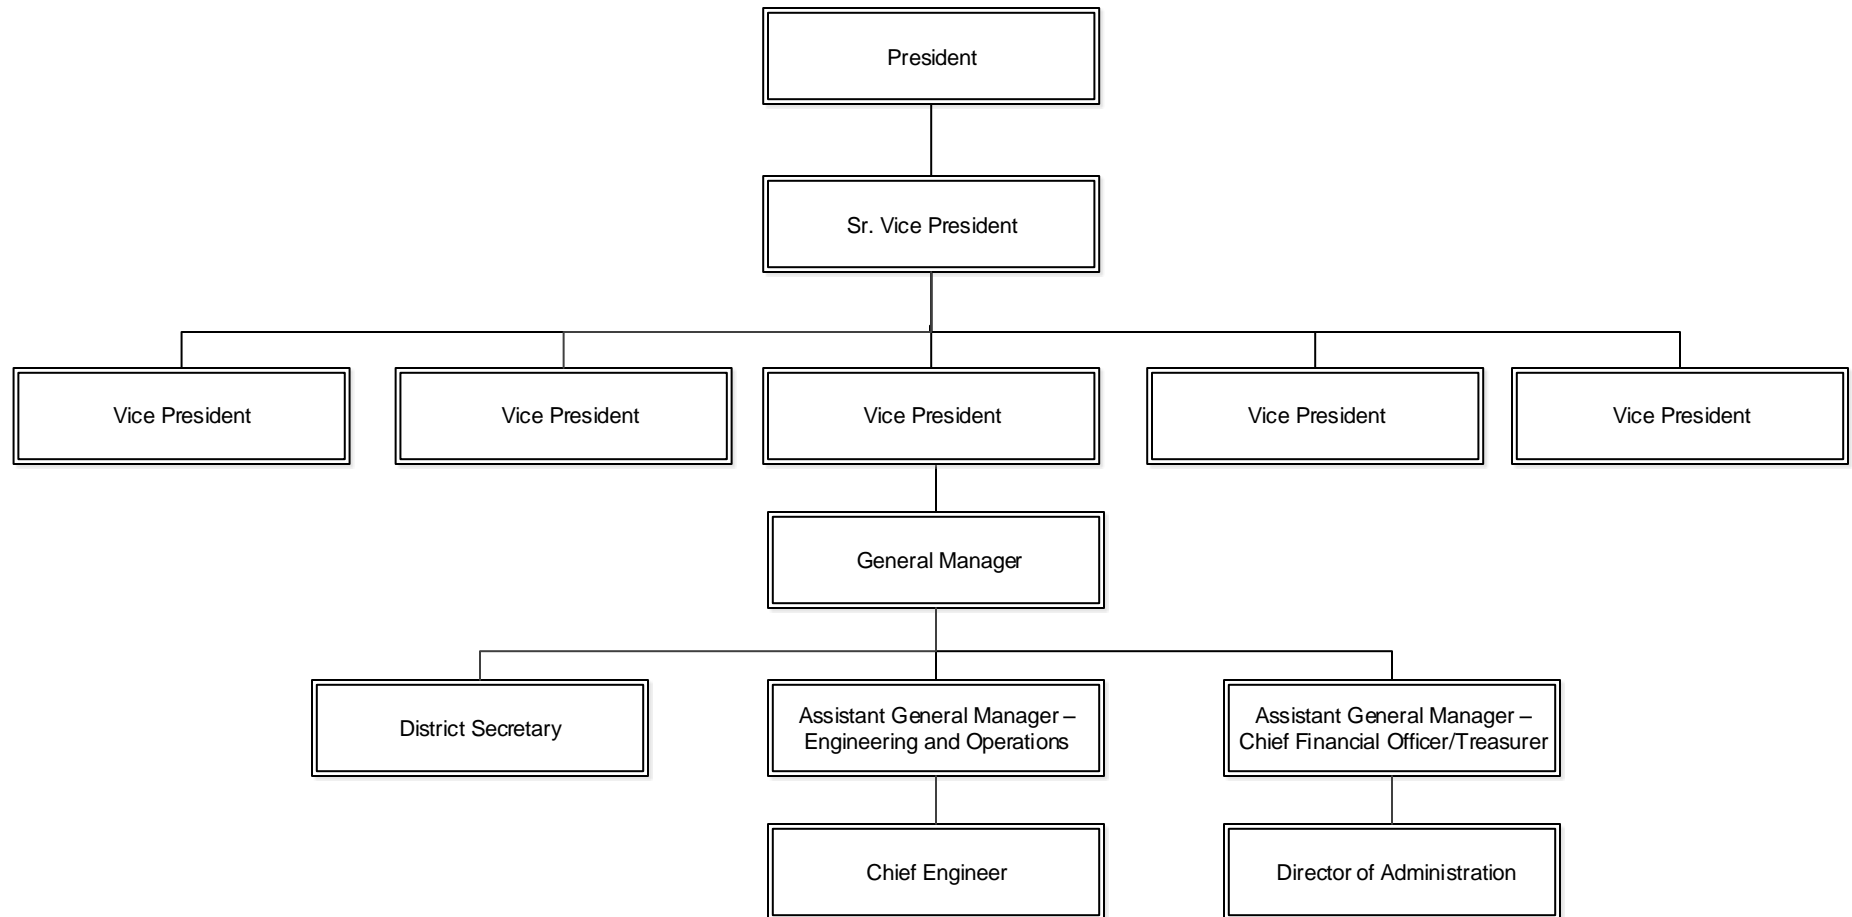 President
Sr. Vice President
Vice President
Vice President
Vice President
Vice President
Vice President
General Manager
District Secretary
Assistant General Manager –
Engineering and Operations
Assistant General Manager –
Chief Financial Officer/Treasurer
Chief Engineer
Director of Administration